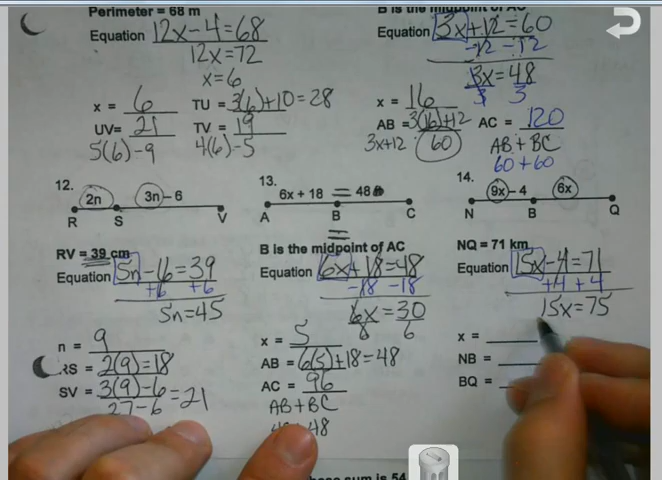 Perimeter = 68 m
Equation 12x-4=68
12x=72
x=6
x = 6 TU = 3(6)+10=28
UV= 21 TV = 19
5(6)-9 4(6)-5
Equation 3x+12=60
-12 -12
3x=48
3 3
x = 16
AB = 3(16)+12 AC = 120
3x+12 60 AB+BC
60+60
12.
2n 3n-6
R S V
RV = 39 cm
Equation 5n-6=39
+6 +6
5n=45
n = 9
RS = 2(9)=18
SV = 3(9)-6=21
27-6
13.
6x + 18 = 48
A B C
=
B is the midpoint of AC
Equation 6x+18=48
-18 -18
6x=30
6 6
x = 5
AB = 6(5)+18=48
AC = 96
AB+BC
48
14.
9x - 4 6x
N B Q
NQ = 71 km
Equation 15x-4=71
+4 +4
15x=75
x =
NB =
BQ =
sum is 54